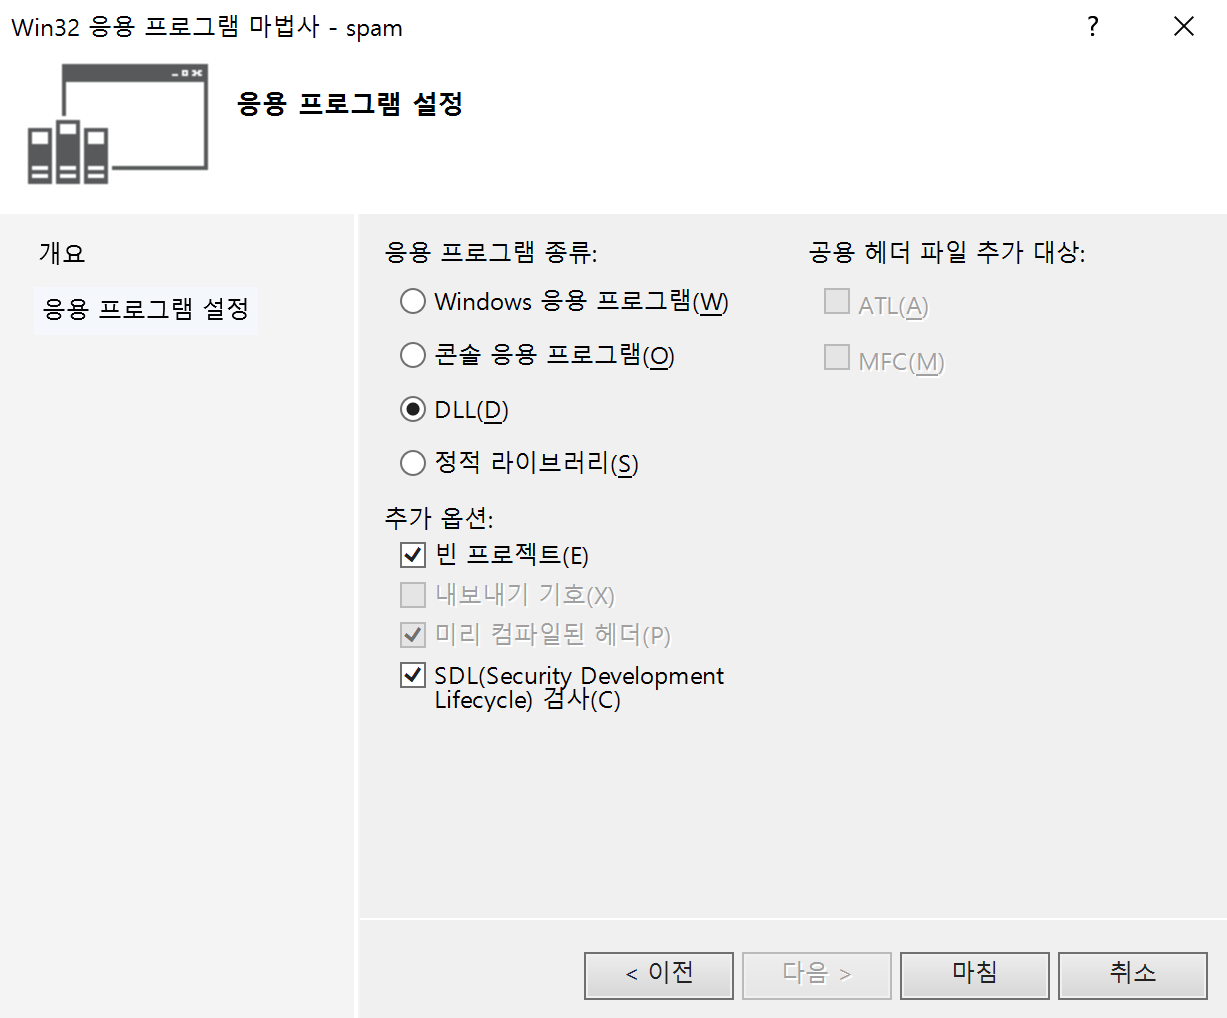 Win32 응용 프로그램 마법사 - spam
응용 프로그램 설정
개요
응용 프로그램 설정
응용 프로그램 종류:
Windows 응용 프로그램(W)
콘솔 응용 프로그램(O)
DLL(D)
정적 라이브러리(S)
추가 옵션:
빈 프로젝트(E)
내보내기 기호(X)
미리 컴파일된 헤더(P)
SDL(Security Development
Lifecycle) 검사(C)
공용 헤더 파일 추가 대상:
ATL(A)
MFC(M)
< 이전
다음 >
마침
취소